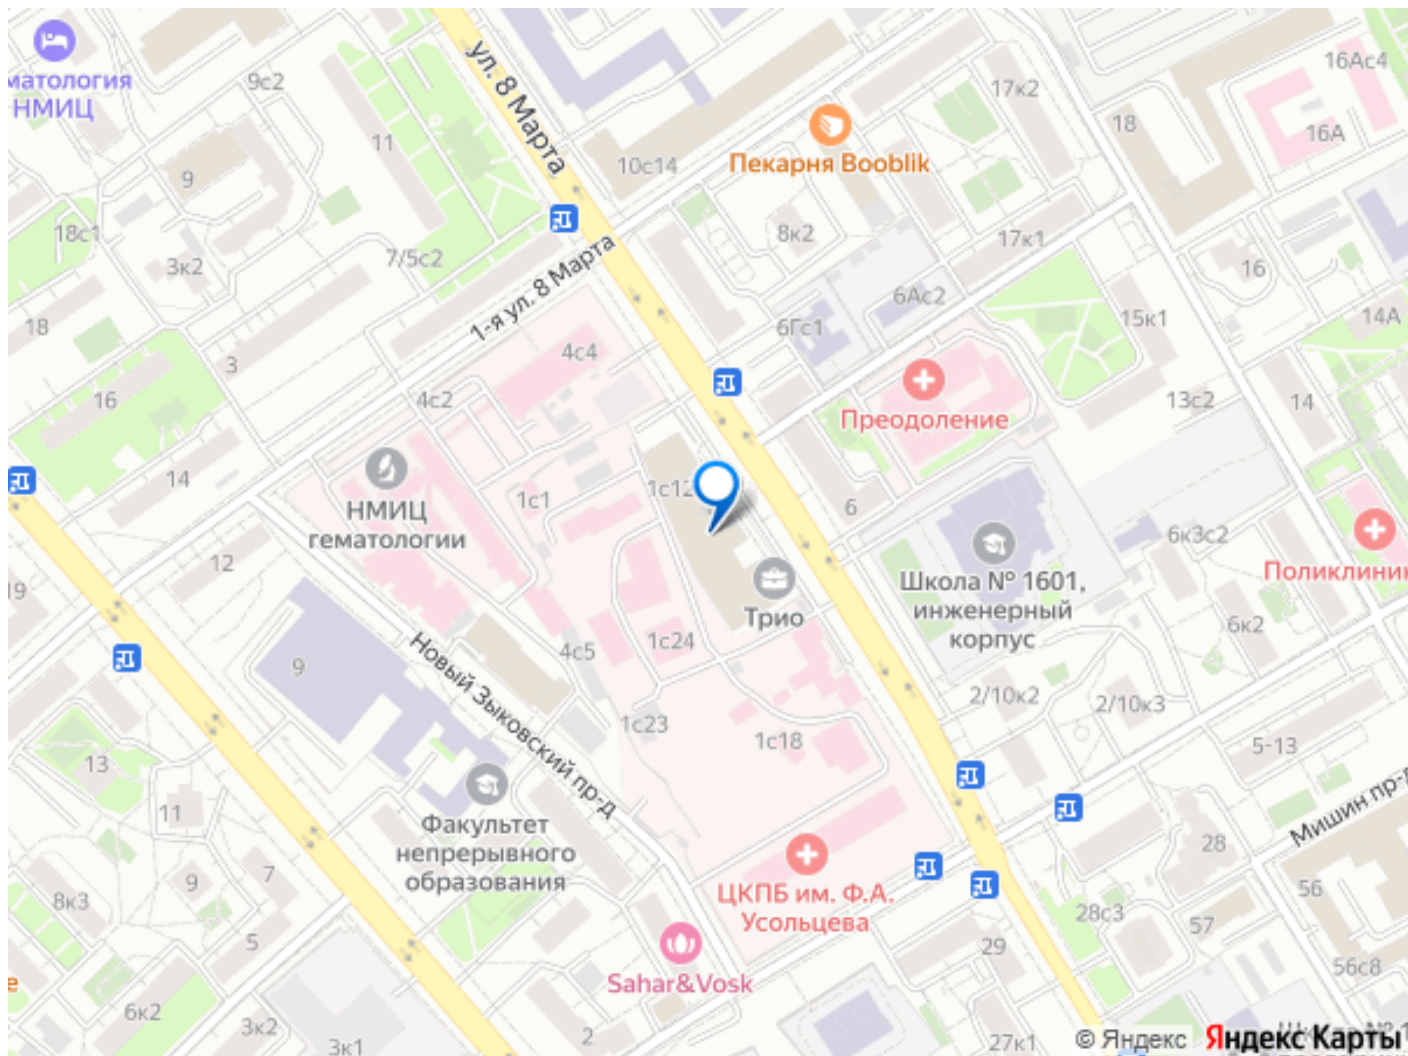 16Ас4
матология
НМИЦ
9с2
ул. 8 Марта
17к2
18
16А
11
10с14
Пекарня Booblik
9
18с1
3к2
7/5с2
1-я ул. 8 Марта
8к2
17к1
16
6Ас2
18
3
4с4
6Гс1
15к1
14А
16
4с2
Преодоление
13с2
14
14
НМИЦ
гематологии
1с1
1с12
6
6к3с2
Поликлиник
19
12
Трио
Школа № 1601,
инженерный
корпус
6к2
9
Новый Зыковский пр-д
4с5
1с24
2/10к2
2/10к3
1с23
1с18
5-13
13
11
Факультет
непрерывного
образования
Мишин пр-д
28
9
7
8к3
ЦКПБ им. Ф.А.
Усольцева
56
28с3
57
5
29
56с8
е
Sahar&Vosk
6к2
3к2
3к1
2
27к1
© Яндекс
Яндекс Карты